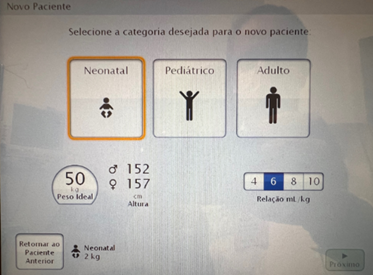 Novo Paciente
Selecione a categoria desejada para o novo paciente:
Neonatal
Pediátrico
Adulto
50
kg
Peso Ideal
♂ 152
♀ 157
cm
Altura
4 6 8 10
Relação mL/kg
Retornar ao
Paciente
Anterior
Neonatal
2 kg
Próximo